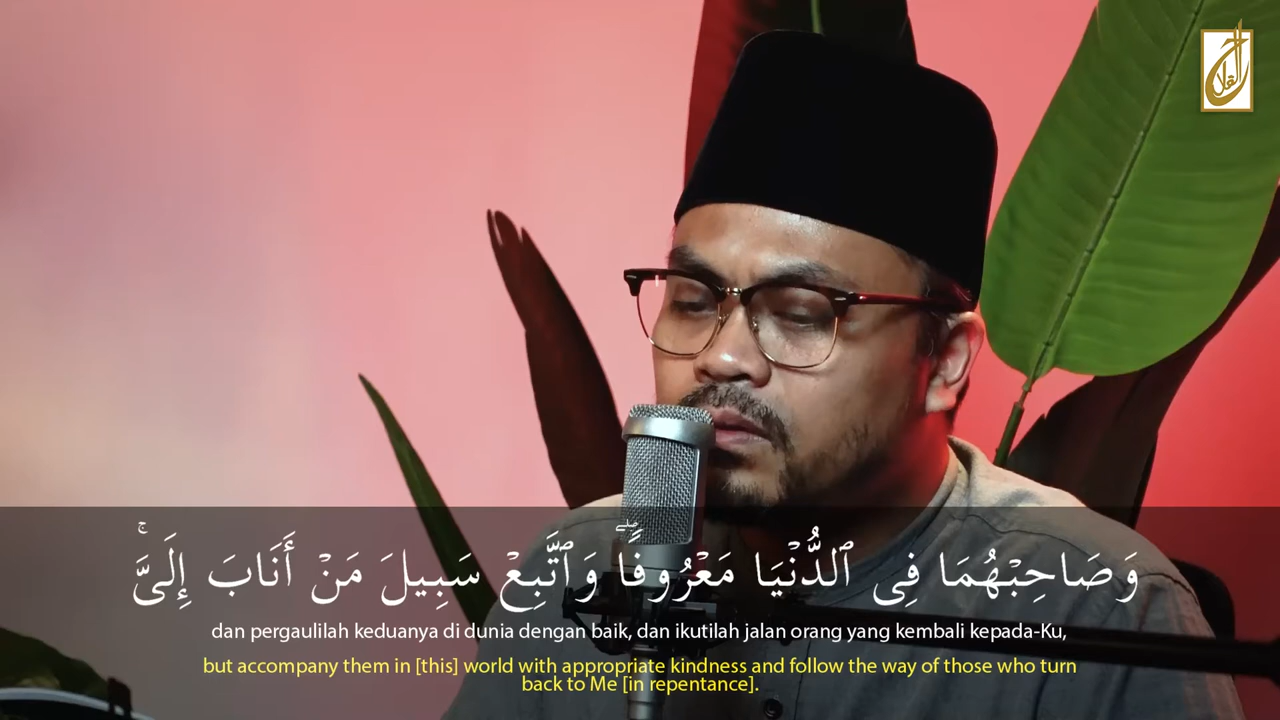 وَصَاحِبْهُمَا فِى ٱلدُّنْيَا مَعْرُوفًۭا ۖ وَٱتَّبِعْ سَبِيلَ مَنْ أَنَابَ إِلَىَّ ۚ
dan pergaulilah keduanya di dunia dengan baik, dan ikutilah jalan orang yang kembali kepada-Ku,
but accompany them in [this] world with appropriate kindness and follow the way of those who turn
back to Me [in repentance].